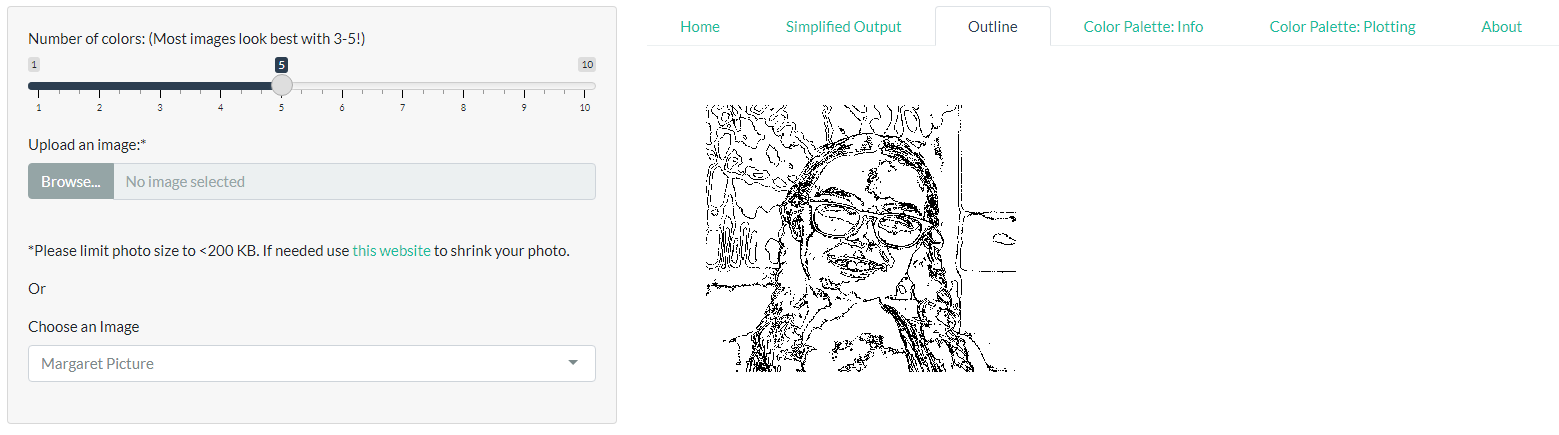 Number of colors: (Most images look best with 3-5!)
1 5 10
1 2 3 4 5 6 7 8 9 10
Upload an image:*
Browse... No image selected
*Please limit photo size to <200 KB. If needed use this website to shrink your photo.
Or
Choose an Image
Margaret Picture
Home Simplified Output Outline Color Palette: Info Color Palette: Plotting About